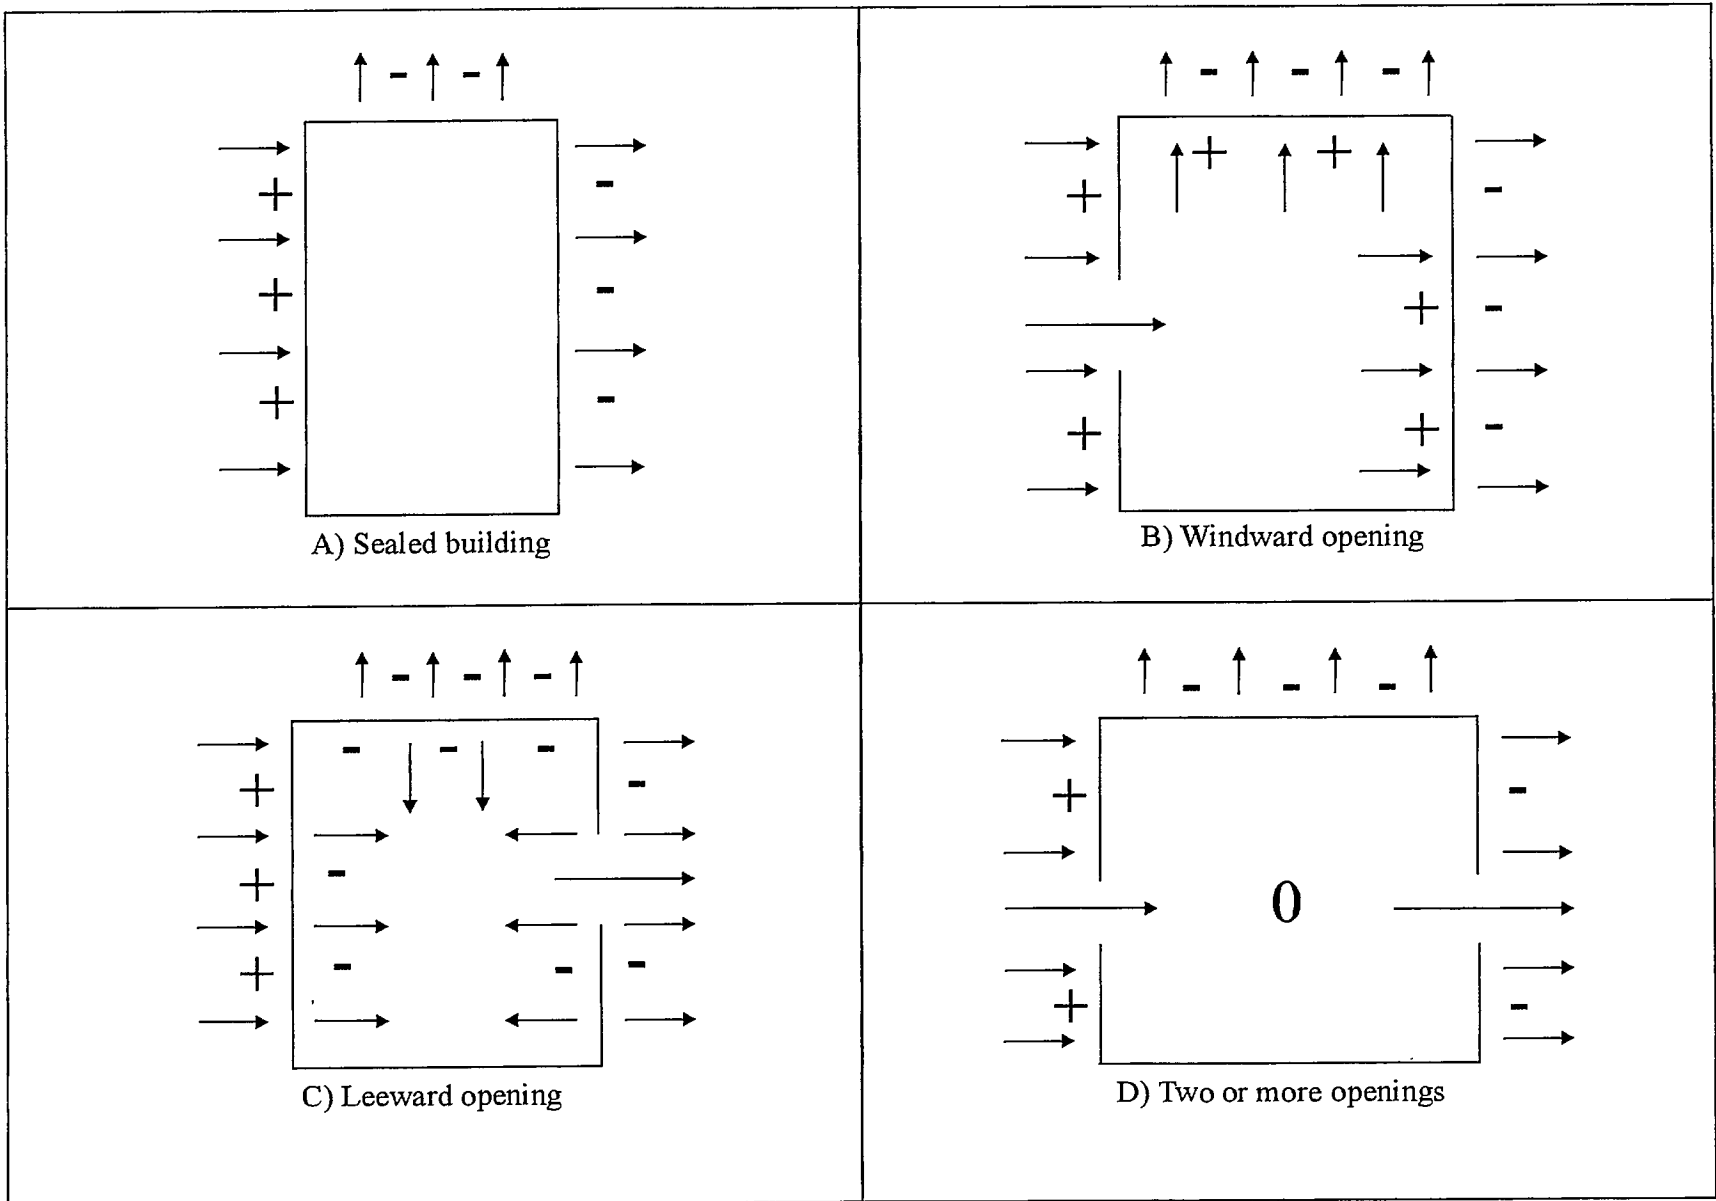 - -
+ -
+ -
+ -
A) Sealed building
- - -
+ +
+ -
+ -
+ + -
B) Windward opening
- - -
- - -
+ -
+ -
+ - - -
C) Leeward opening
- - -
+ -
0
+ -
D) Two or more openings